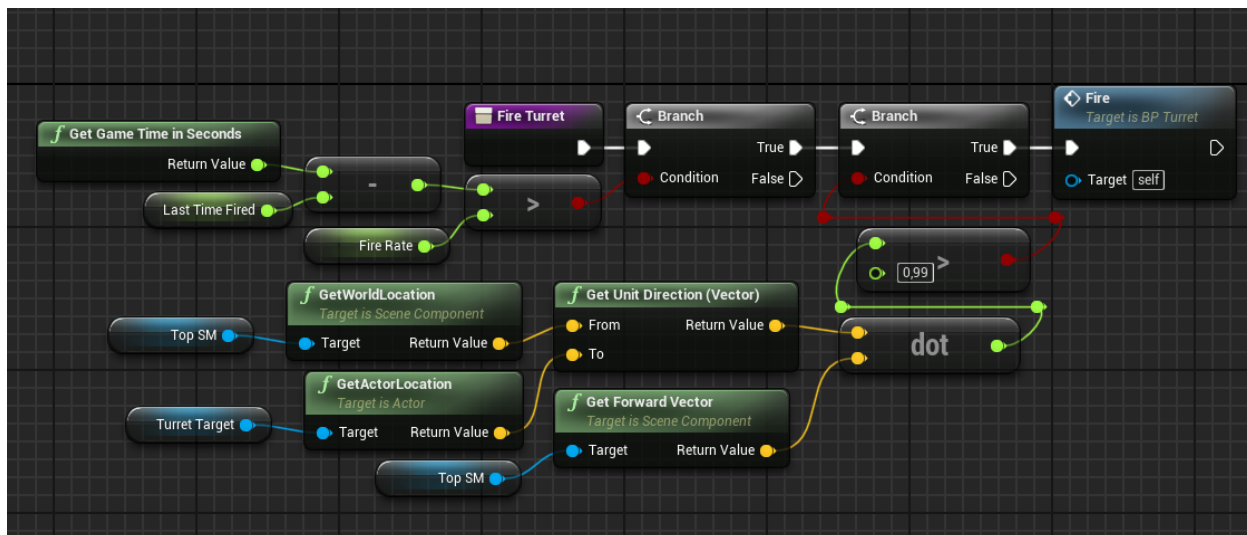 f Get Game Time in Seconds
Return Value
Last Time Fired
-
Fire Rate
>
Fire Turret
Branch
True
Condition
False
Branch
True
Condition
False
Fire
Target is BP Turret
Target self
0,99 >
Top SM
f GetWorldLocation
Target is Scene Component
Target
Return Value
Turret Target
f GetActorLocation
Target is Actor
Target
Return Value
f Get Unit Direction (Vector)
From
Return Value
To
Top SM
f Get Forward Vector
Target is Scene Component
Target
Return Value
dot